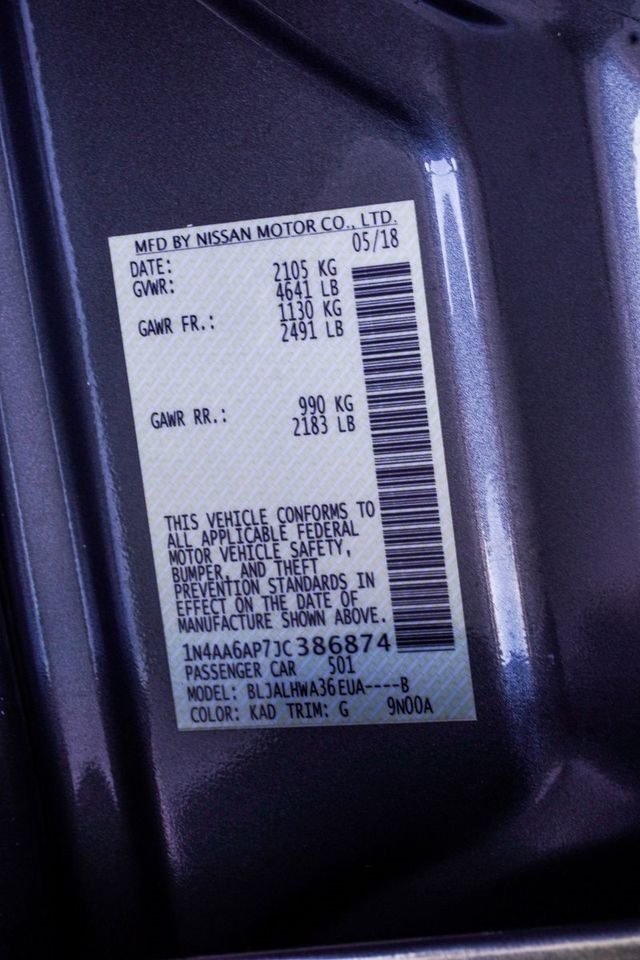 MFD BY NISSAN MOTOR CO., LTD.
DATE: 05/18
GVWR: 2105 KG
4641 LB
GAWR FR.: 1130 KG
2491 LB
GAWR RR.: 990 KG
2183 LB
THIS VEHICLE CONFORMS TO
ALL APPLICABLE FEDERAL
MOTOR VEHICLE SAFETY,
BUMPER, AND THEFT
PREVENTION STANDARDS IN
EFFECT ON THE DATE OF
MANUFACTURE SHOWN ABOVE.
1N4AA6AP7JC386874
PASSENGER CAR 501
MODEL: BLJALHWA36EUA----B
COLOR: KAD TRIM: G 9N00A